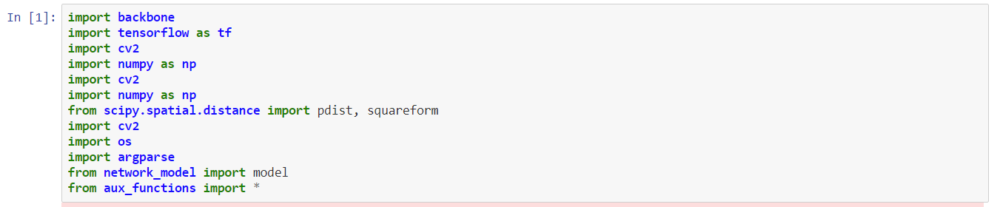 In [1]:
import backbone
import tensorflow as tf
import cv2
import numpy as np
import cv2
import numpy as np
from scipy.spatial.distance import pdist, squareform
import cv2
import os
import argparse
from network_model import model
from aux_functions import *